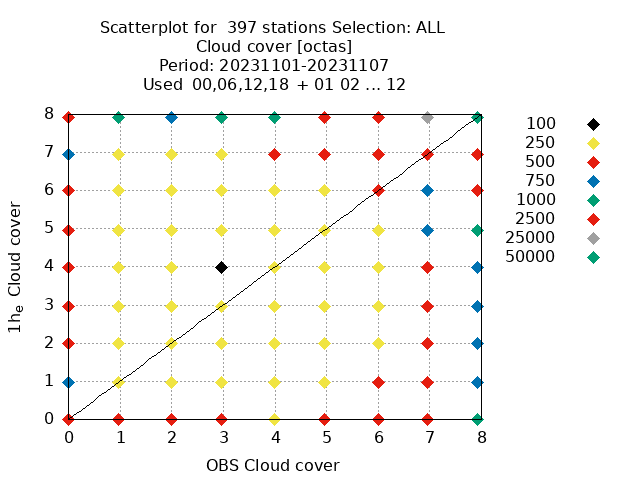 Scatterplot for 397 stations Selection: ALL
Cloud cover [octas]
Period: 20231101-20231107
Used 00,06,12,18 + 01 02 ... 12
8
7
6
5
4
3
2
1
0
1he Cloud cover
0 1 2 3 4 5 6 7 8
OBS Cloud cover
100
250
500
750
1000
2500
25000
50000